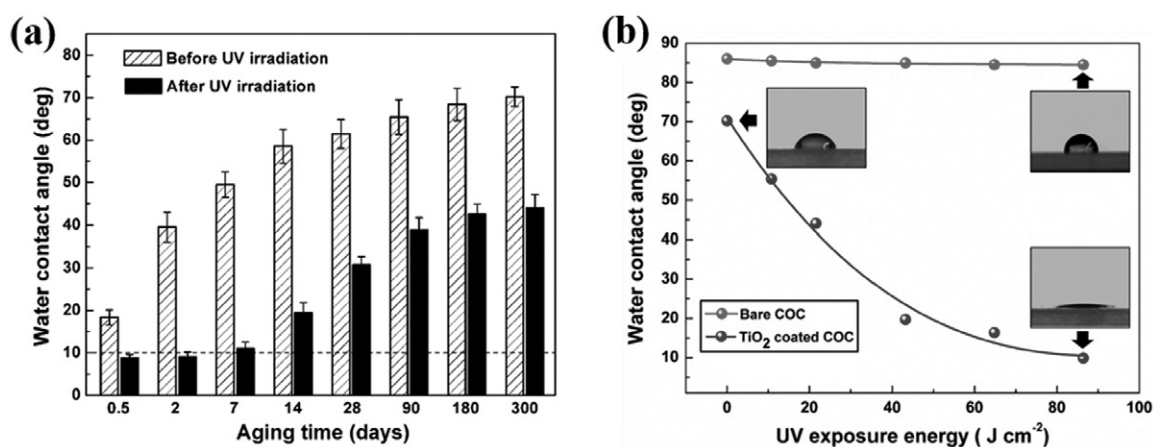 (a)
Water contact angle (deg)
80
70
60
50
40
30
20
10
0
Before UV irradiation
After UV irradiation
0.5 2 7 14 28 90 180 300
Aging time (days)
(b)
Water contact angle (deg)
90
80
70
60
50
40
30
20
10
Bare COC
TiO₂ coated COC
0 20 40 60 80 100
UV exposure energy ( J cm⁻²)